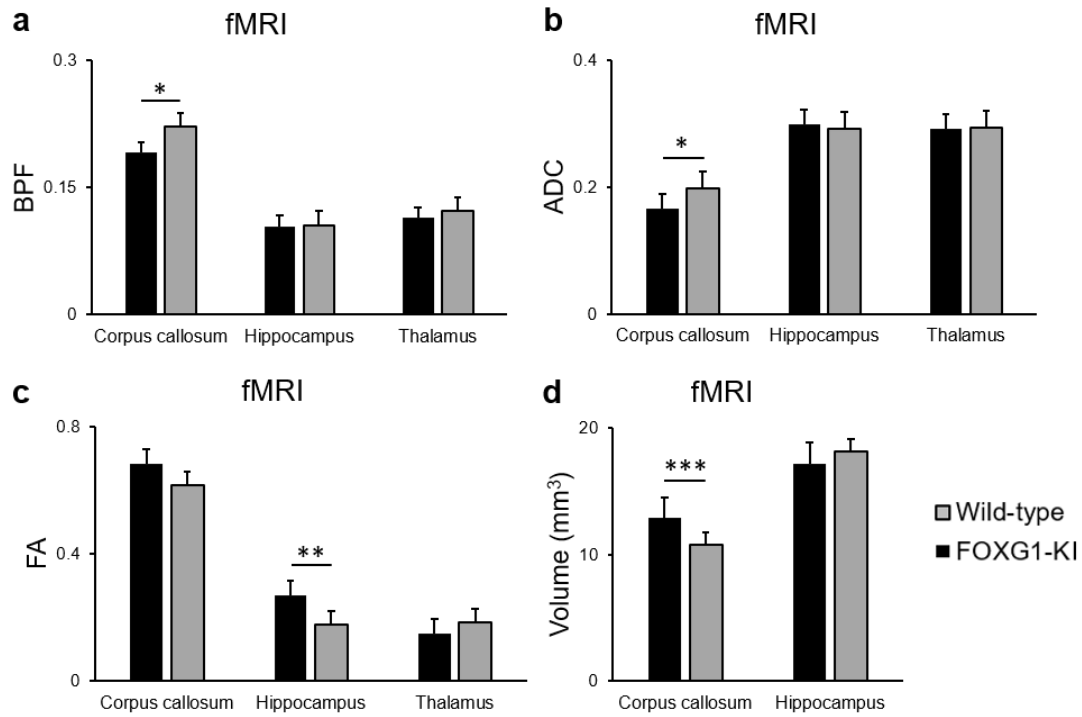 a
fMRI
0.3
0.15
0
BPF
*
Corpus callosum
Hippocampus
Thalamus
b
fMRI
0.4
0.2
0
ADC
*
Corpus callosum
Hippocampus
Thalamus
c
fMRI
0.8
0.4
0
FA
**
Corpus callosum
Hippocampus
Thalamus
d
fMRI
20
10
0
Volume (mm³)
***
Corpus callosum
Hippocampus
Wild-type
FOXG1-KI